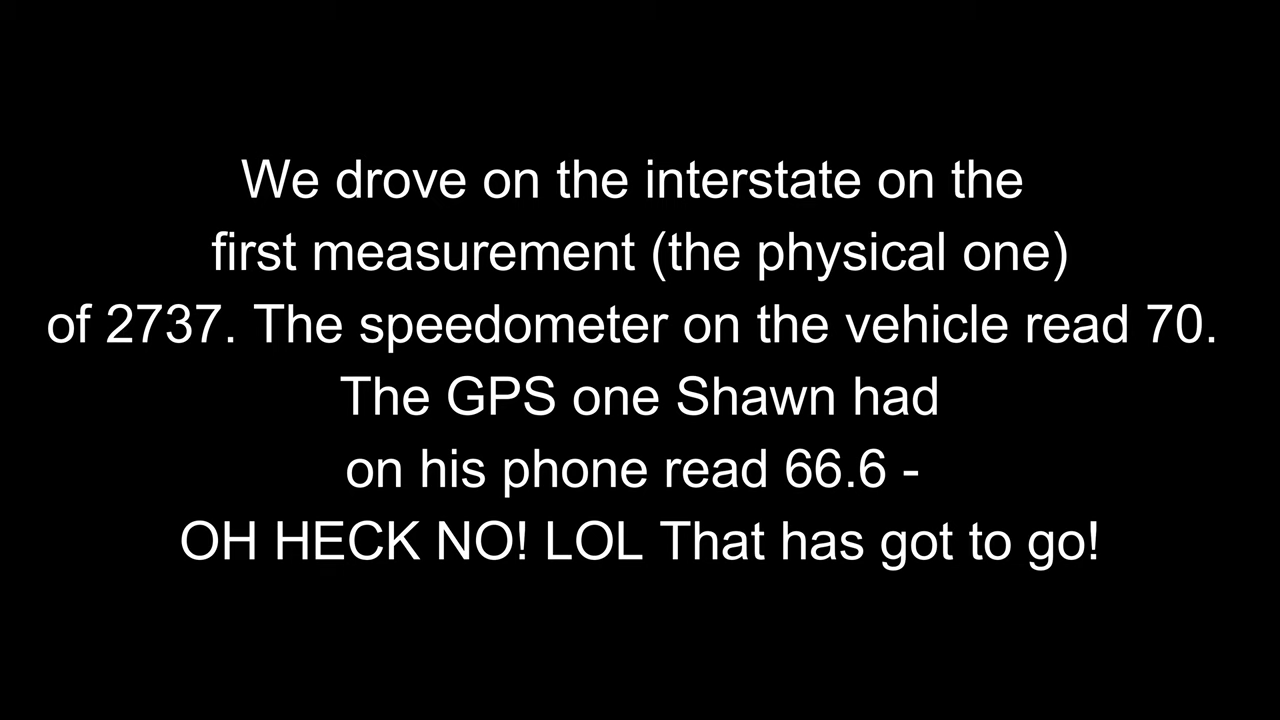 We drove on the interstate on the
first measurement (the physical one)
of 2737. The speedometer on the vehicle read 70.
The GPS one Shawn had
on his phone read 66.6 -
OH HECK NO! LOL That has got to go!